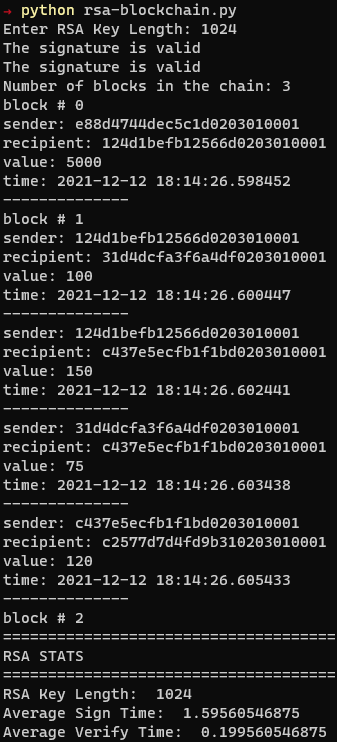 → python rsa-blockchain.py
Enter RSA Key Length: 1024
The signature is valid
The signature is valid
Number of blocks in the chain: 3
block # 0
sender: e88d4744dec5c1d0203010001
recipient: 124d1befb12566d0203010001
value: 5000
time: 2021-12-12 18:14:26.598452
--------------
block # 1
sender: 124d1befb12566d0203010001
recipient: 31d4dcfa3f6a4df0203010001
value: 100
time: 2021-12-12 18:14:26.600447
--------------
sender: 124d1befb12566d0203010001
recipient: c437e5ecfb1f1bd0203010001
value: 150
time: 2021-12-12 18:14:26.602441
--------------
sender: 31d4dcfa3f6a4df0203010001
recipient: c437e5ecfb1f1bd0203010001
value: 75
time: 2021-12-12 18:14:26.603438
--------------
sender: c437e5ecfb1f1bd0203010001
recipient: c2577d7d4fd9b310203010001
value: 120
time: 2021-12-12 18:14:26.605433
--------------
block # 2
=====================================
RSA STATS
=====================================
RSA Key Length:  1024
Average Sign Time:  1.59560546875
Average Verify Time:  0.199560546875